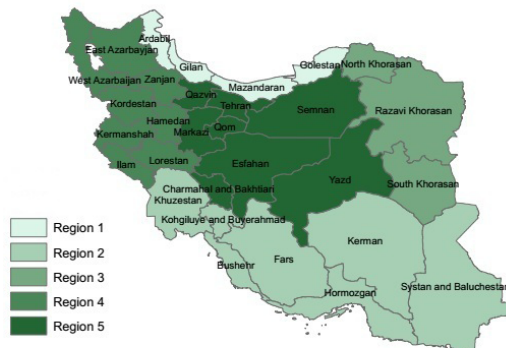 Ardabil
East Azarbayjan
Gilan
Golestan
North Khorasan
West Azarbaijan
Zanjan
Mazandaran
Qazvin
Tehran
Semnan
Razavi Khorasan
Kordestan
Hamedan
Qom
Kermanshah
Markazi
Ilam
Lorestan
Esfahan
Yazd
South Khorasan
Charmahal and Bakhtiari
Khuzestan
Kohgiluye and Buyerahmad
Kerman
Bushehr
Fars
Hormozgan
Systan and Baluchestan
Region 1
Region 2
Region 3
Region 4
Region 5